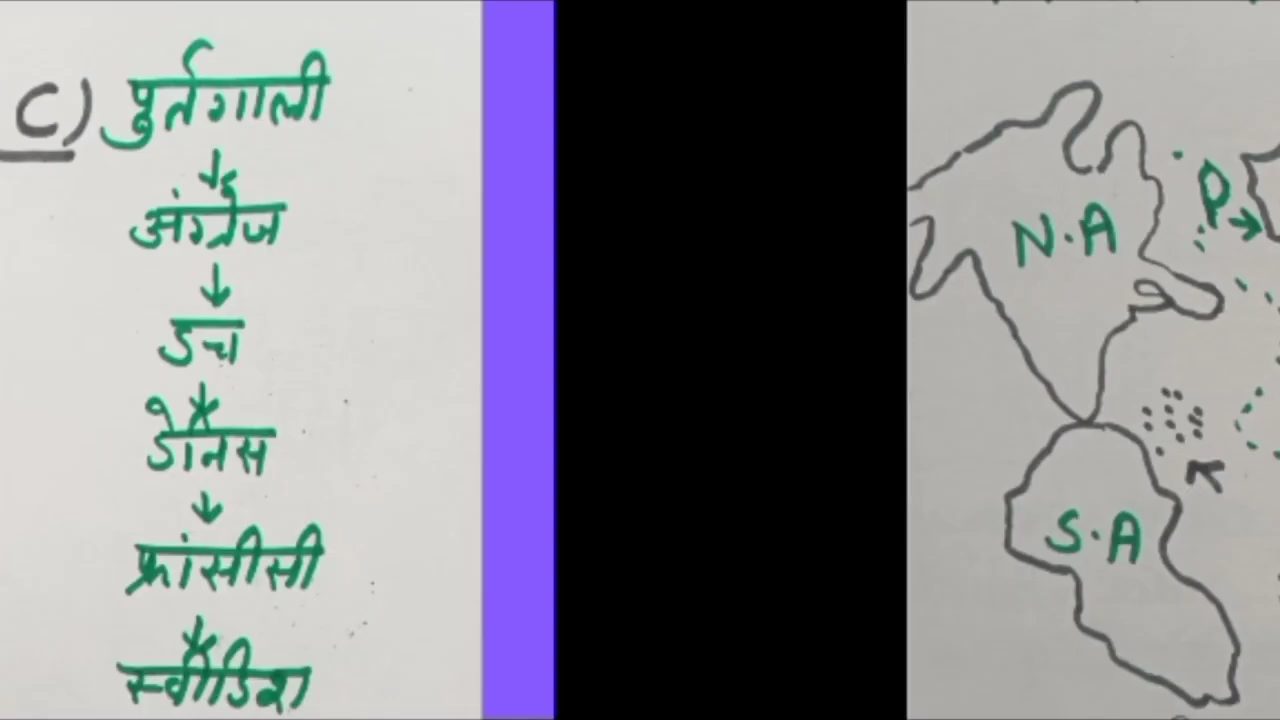 C) पुर्तगाली
↓
अंग्रेज
↓
डच
↓
डेनिस
↓
फ्रांसीसी
↓
स्वीडिश
N.A
P →
S.A